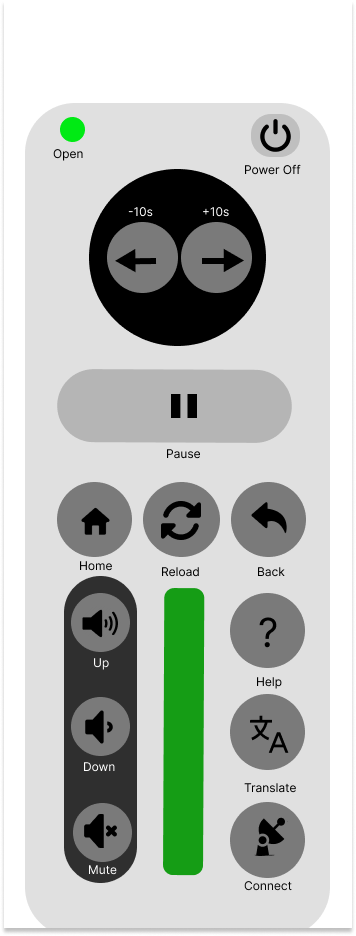 Open
Power Off
-10s
+10s
Pause
Home
Reload
Back
Up
Help
Down
Translate
Mute
Connect
?
文A